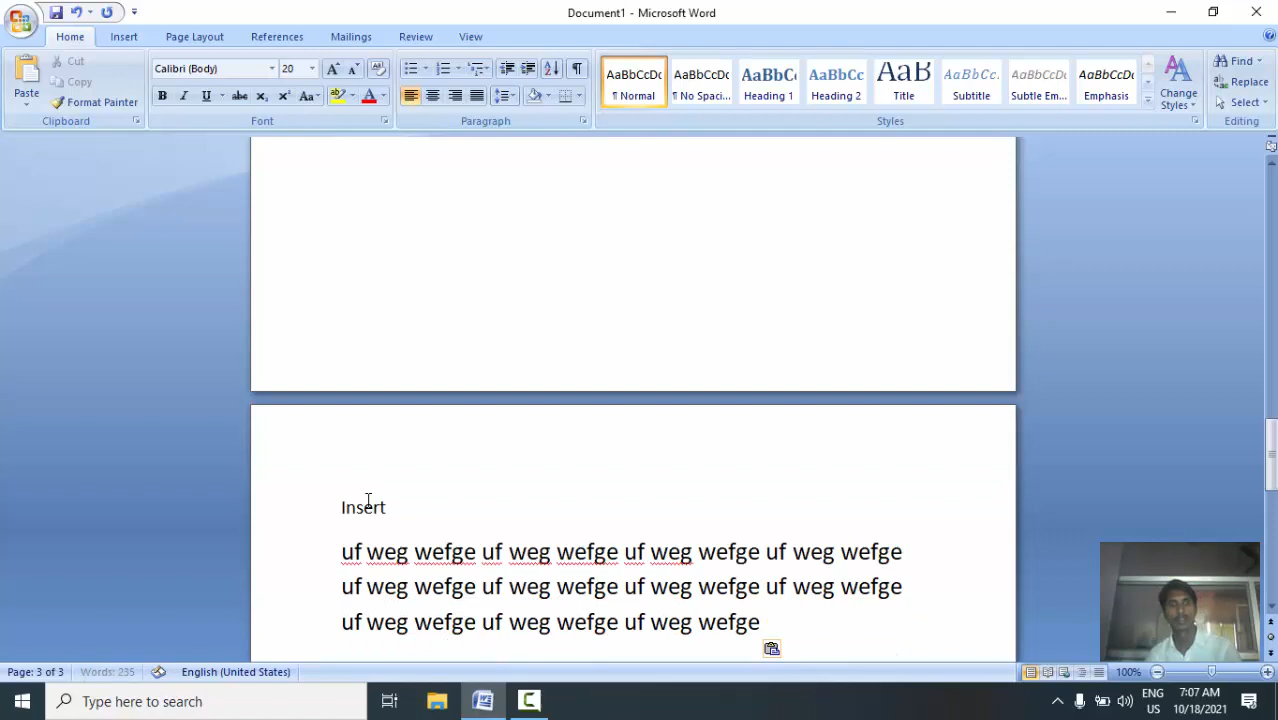 Document1 - Microsoft Word
Home Insert Page Layout References Mailings Review View
Paste
Cut
Copy
Format Painter
Clipboard
Calibri (Body) 20
Font
Paragraph
AaBbCcDc AaBbCcDc AaBbCc AaBbCc AaB AaBbCc. AaBbCcDc AaBbCcDc
¶ Normal ¶ No Spaci... Heading 1 Heading 2 Title Subtitle Subtle Em... Emphasis
Styles
Change Styles
Find
Replace
Select
Editing
Insert
uf weg wefge uf weg wefge uf weg wefge uf weg wefge
uf weg wefge uf weg wefge uf weg wefge uf weg wefge
uf weg wefge uf weg wefge uf weg wefge
Page: 3 of 3 Words: 235 English (United States) 100%
Type here to search
ENG US
7:07 AM
10/18/2021